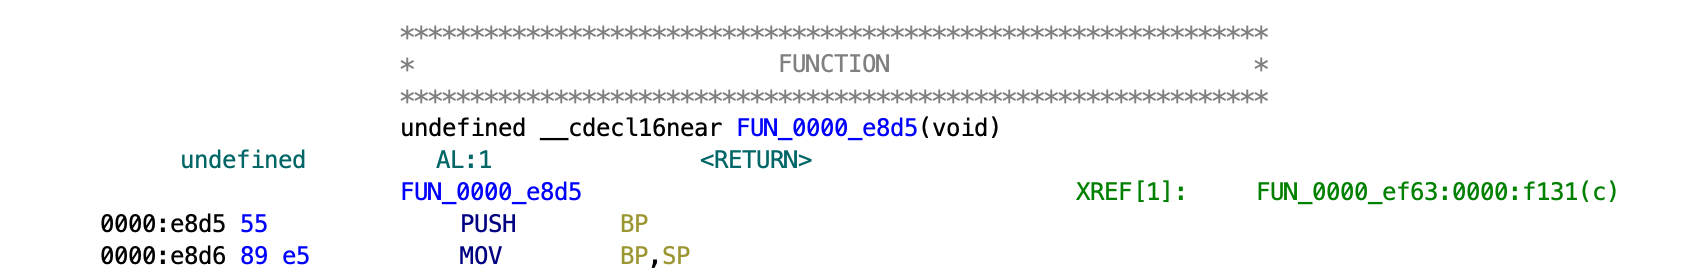 **************************************************************
*                          FUNCTION                          *
**************************************************************
undefined __cdecl16near FUN_0000_e8d5(void)
undefined AL:1 <RETURN>
FUN_0000_e8d5 XREF[1]: FUN_0000_ef63:0000:f131(c)
0000:e8d5 55 PUSH BP
0000:e8d6 89 e5 MOV BP,SP